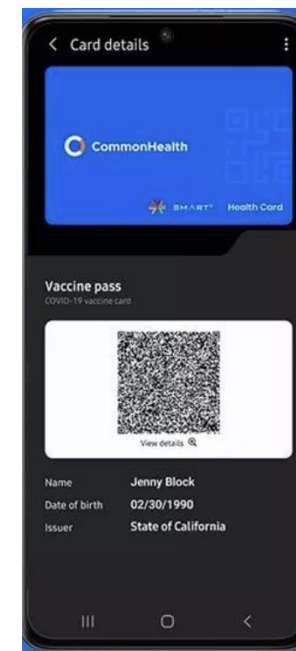 Card details
CommonHealth
SMART® Health Card
Vaccine pass
COVID-19 vaccine card
View details
Name Jenny Block
Date of birth 02/30/1990
Issuer State of California